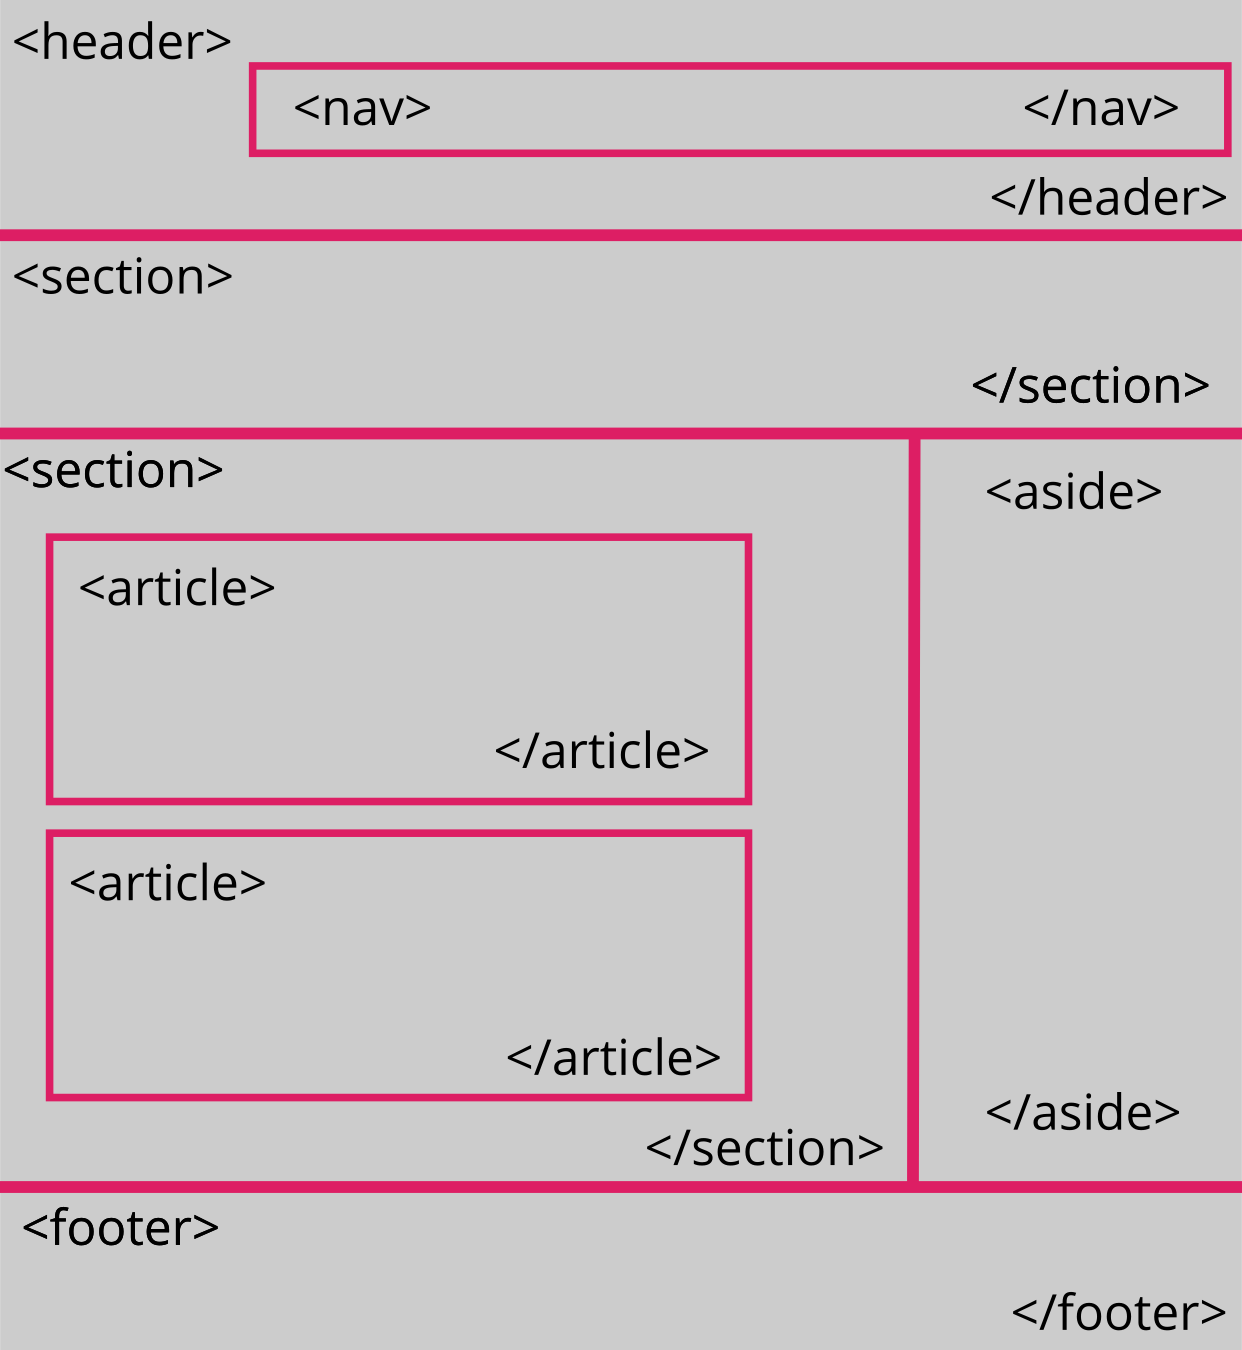 <header>
<nav> </nav>
</header>
<section>
</section>
<section>
<article>
</article>
<article>
</article>
</section>
<aside>
</aside>
<footer>
</footer>